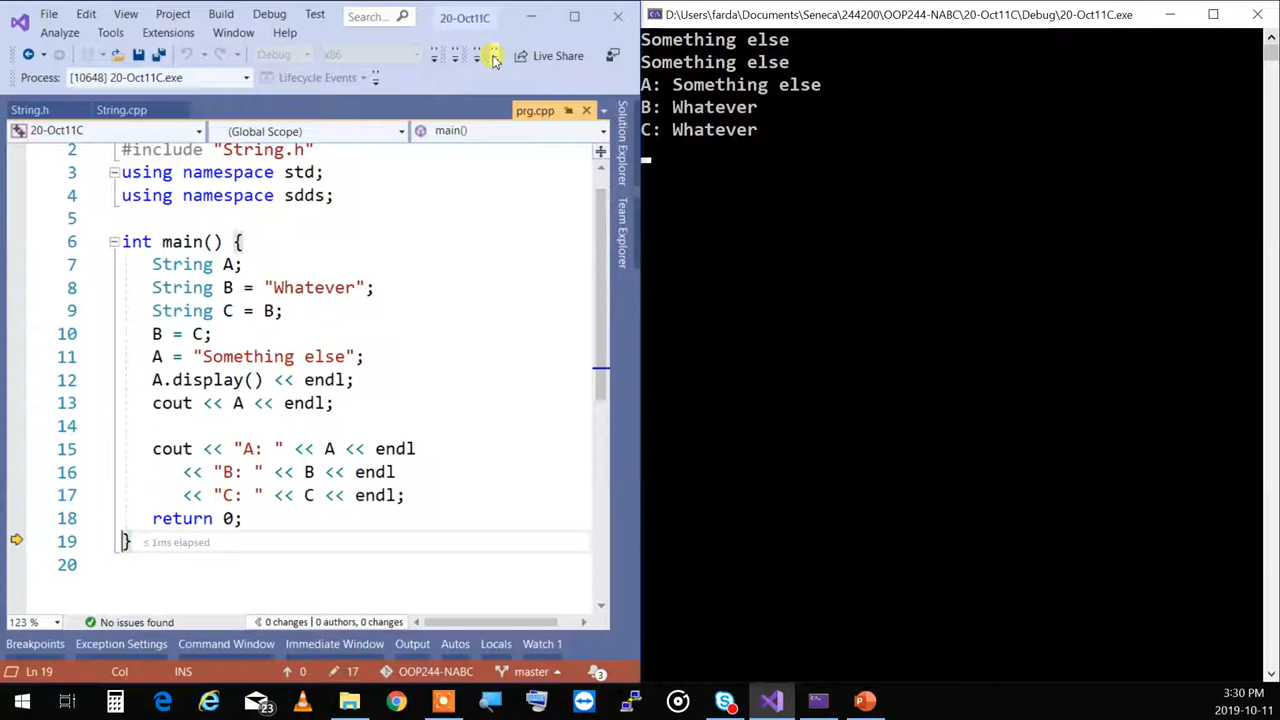 File Edit View Project Build Debug Test Search... 20-Oct11C
Analyze Tools Extensions Window Help
Debug x86 Live Share
Process: [10648] 20-Oct11C.exe Lifecycle Events
String.h String.cpp prg.cpp
20-Oct11C (Global Scope) main()
2 #include "String.h"
3 using namespace std;
4 using namespace sdds;
5
6 int main() {
7 String A;
8 String B = "Whatever";
9 String C = B;
10 B = C;
11 A = "Something else";
12 A.display() << endl;
13 cout << A << endl;
14
15 cout << "A: " << A << endl
16 << "B: " << B << endl
17 << "C: " << C << endl;
18 return 0;
19 } ≤ 1ms elapsed
20
Solution Explorer
Team Explorer
123 % No issues found 0 changes | 0 authors, 0 changes
Breakpoints Exception Settings Command Window Immediate Window Output Autos Locals Watch 1
Ln 19 Col INS 0 17 OOP244-NABC master 3
D:\Users\farda\Documents\Seneca\244200\OOP244-NABC\20-Oct11C\Debug\20-Oct11C.exe
Something else
Something else
A: Something else
B: Whatever
C: Whatever
23
3:30 PM
2019-10-11